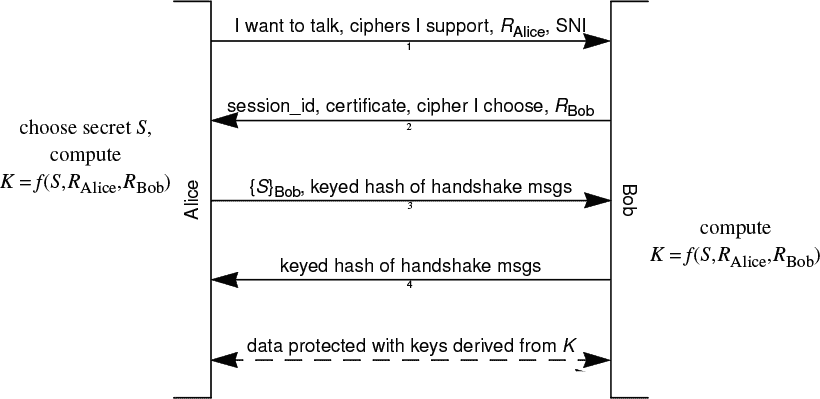 I want to talk, ciphers I support, R_Alice, SNI
1
session_id, certificate, cipher I choose, R_Bob
2
choose secret S,
compute
K = f(S,R_Alice,R_Bob)
Alice
{S}_Bob, keyed hash of handshake msgs
3
Bob
compute
K = f(S,R_Alice,R_Bob)
keyed hash of handshake msgs
4
data protected with keys derived from K